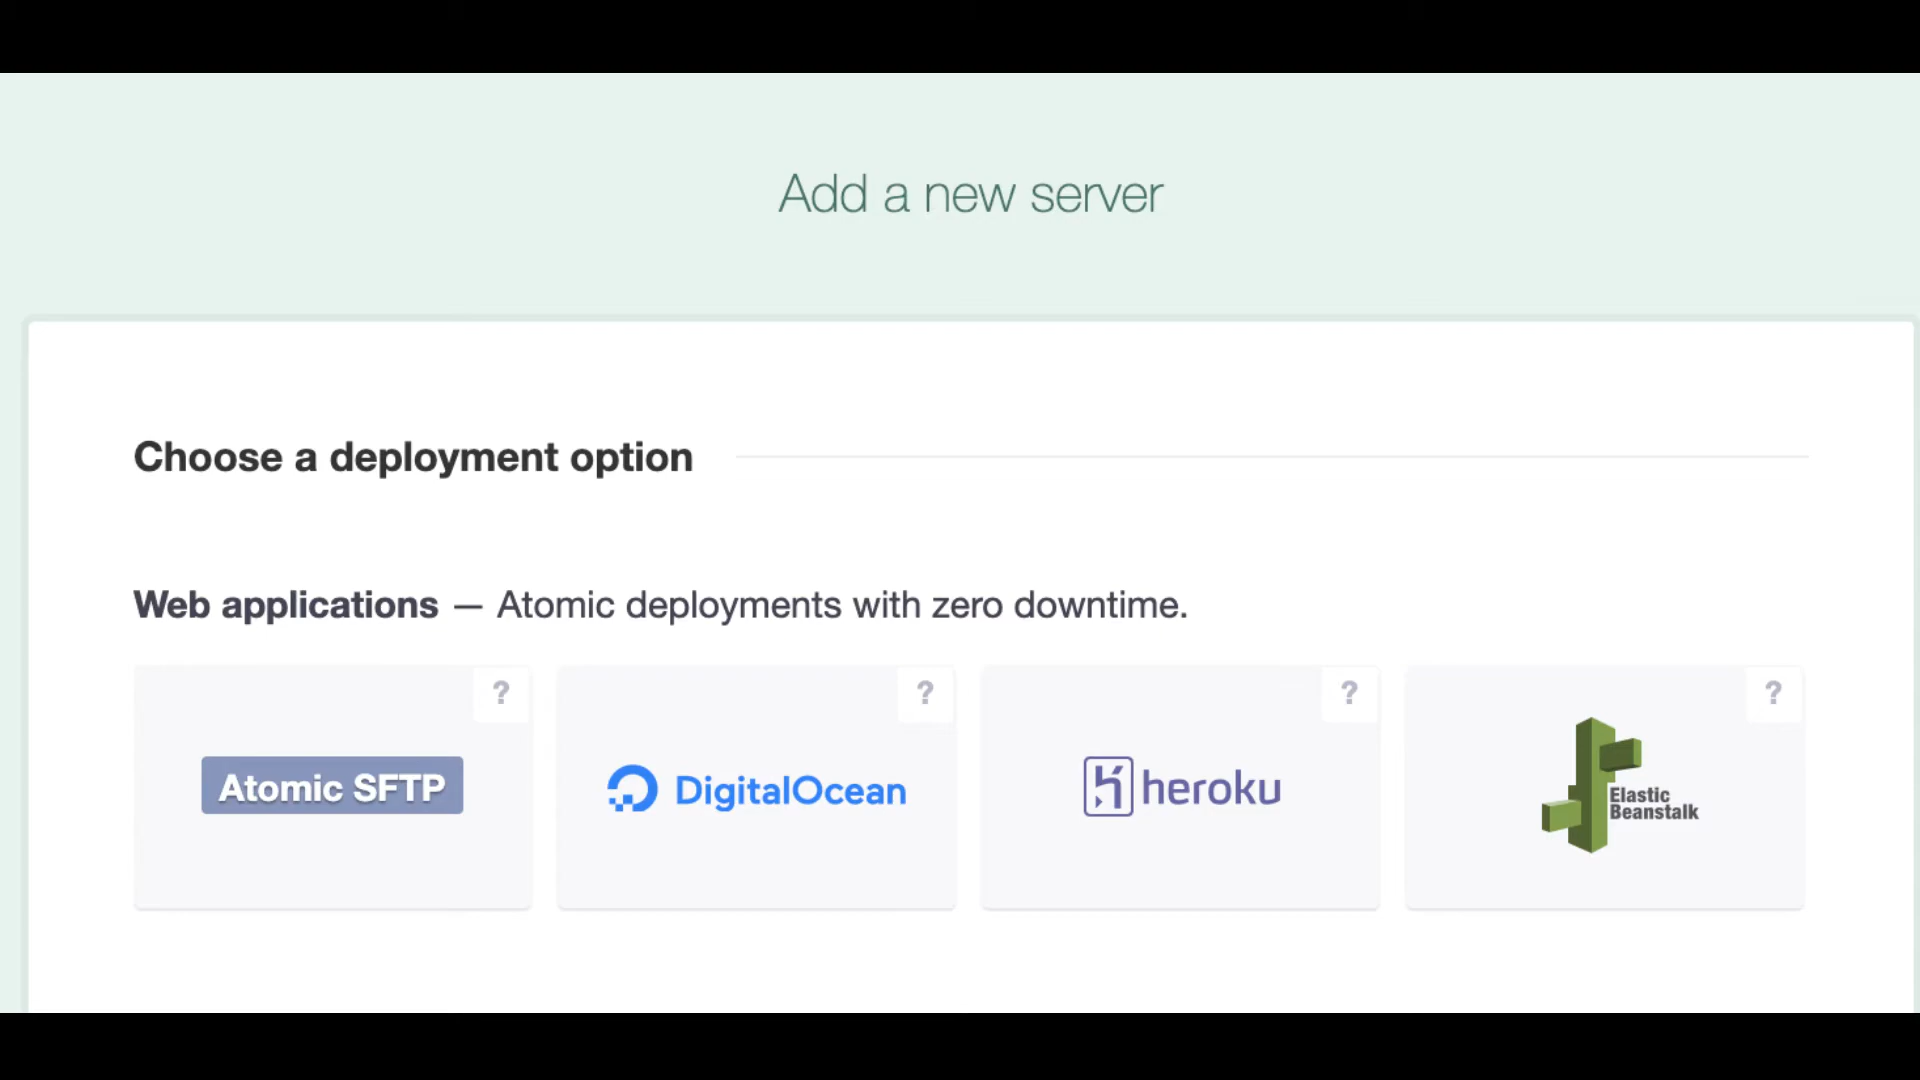 Add a new server
Choose a deployment option
Web applications — Atomic deployments with zero downtime.
?
?
?
?
Atomic SFTP
DigitalOcean
heroku
Elastic
Beanstalk